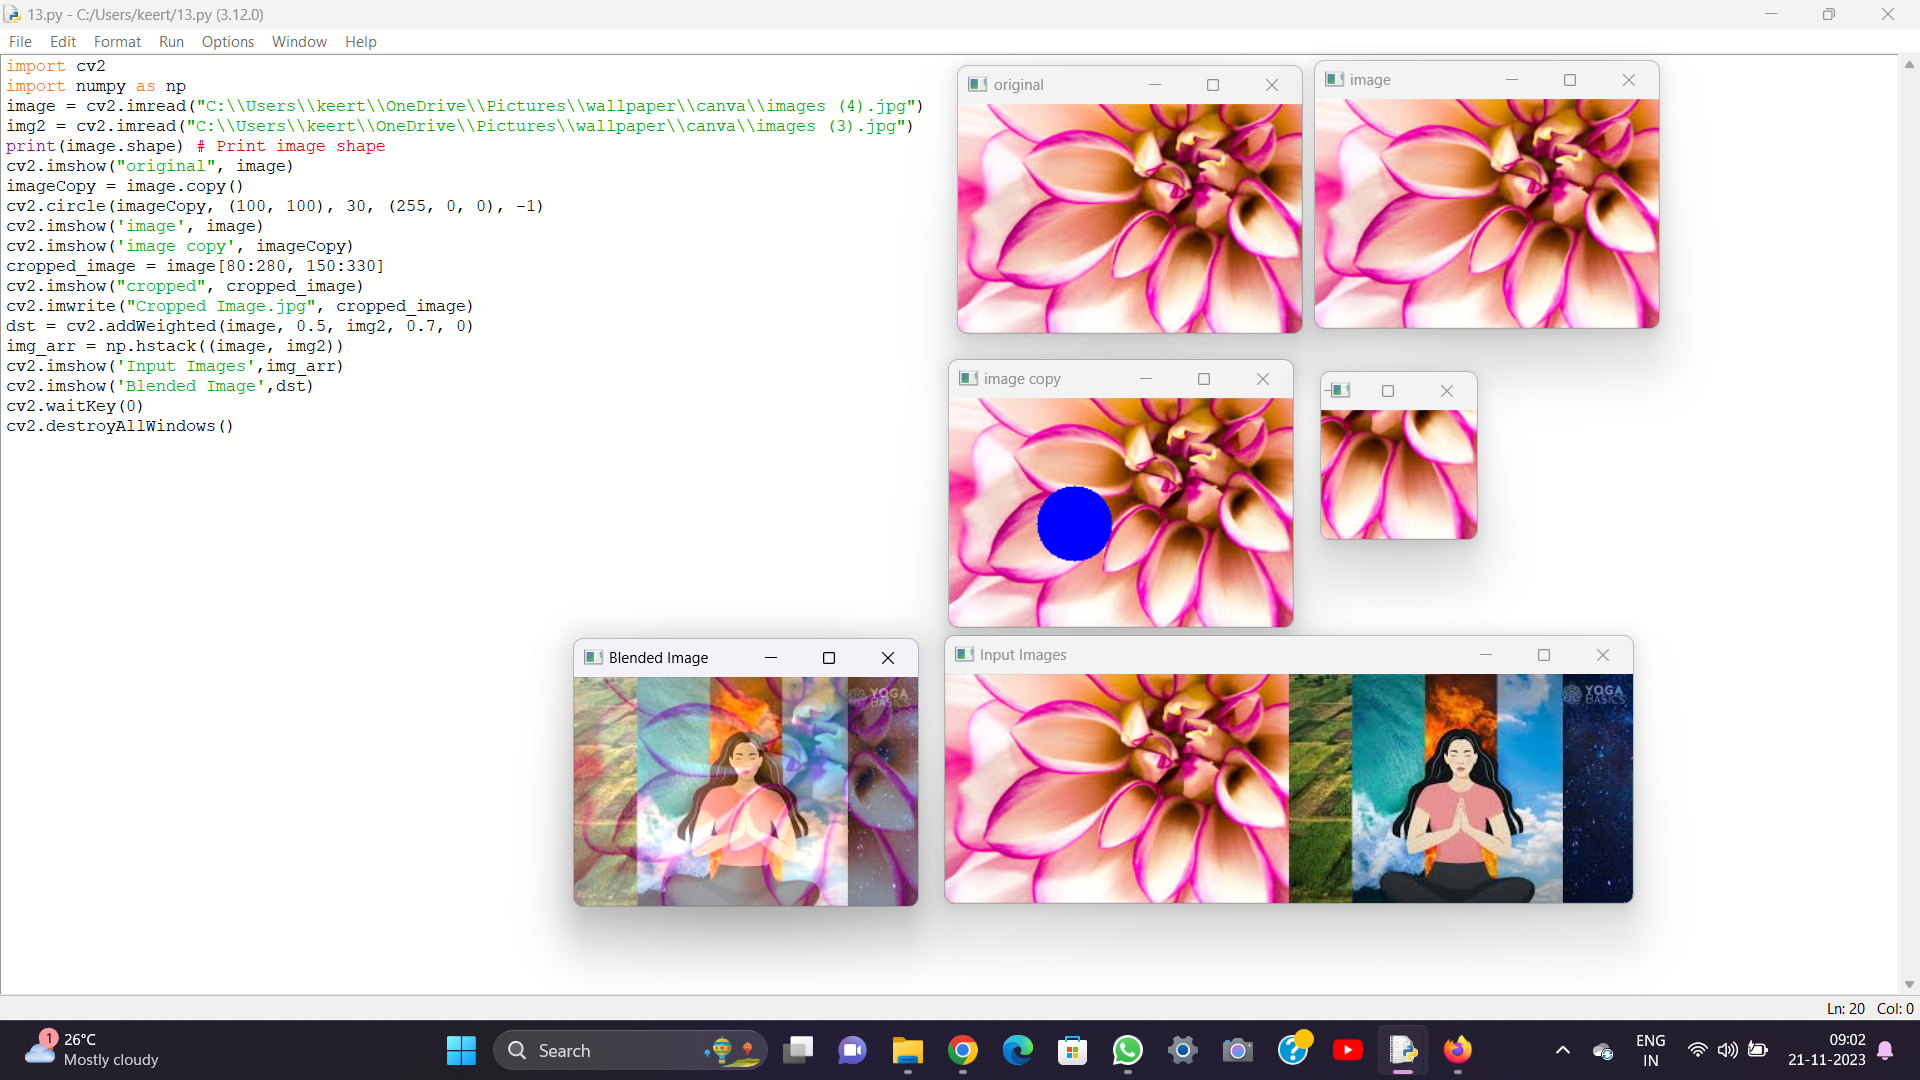 13.py - C:/Users/keert/13.py (3.12.0)
File Edit Format Run Options Window Help
import cv2
import numpy as np
image = cv2.imread("C:\\Users\\keert\\OneDrive\\Pictures\\wallpaper\\canva\\images (4).jpg")
img2 = cv2.imread("C:\\Users\\keert\\OneDrive\\Pictures\\wallpaper\\canva\\images (3).jpg")
print(image.shape) # Print image shape
cv2.imshow("original", image)
imageCopy = image.copy()
cv2.circle(imageCopy, (100, 100), 30, (255, 0, 0), -1)
cv2.imshow('image', image)
cv2.imshow('image copy', imageCopy)
cropped_image = image[80:280, 150:330]
cv2.imshow("cropped", cropped_image)
cv2.imwrite("Cropped Image.jpg", cropped_image)
dst = cv2.addWeighted(image, 0.5, img2, 0.7, 0)
img_arr = np.hstack((image, img2))
cv2.imshow('Input Images',img_arr)
cv2.imshow('Blended Image',dst)
cv2.waitKey(0)
cv2.destroyAllWindows()
original
image
image copy
Blended Image
YOGA
BASICS
Input Images
YOGA
BASICS
Ln: 20 Col: 0
1
26°C
Mostly cloudy
Search
ENG
IN
09:02
21-11-2023